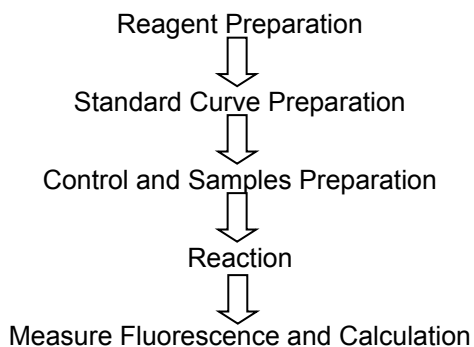 Reagent Preparation
Standard Curve Preparation
Control and Samples Preparation
Reaction
Measure Fluorescence and Calculation